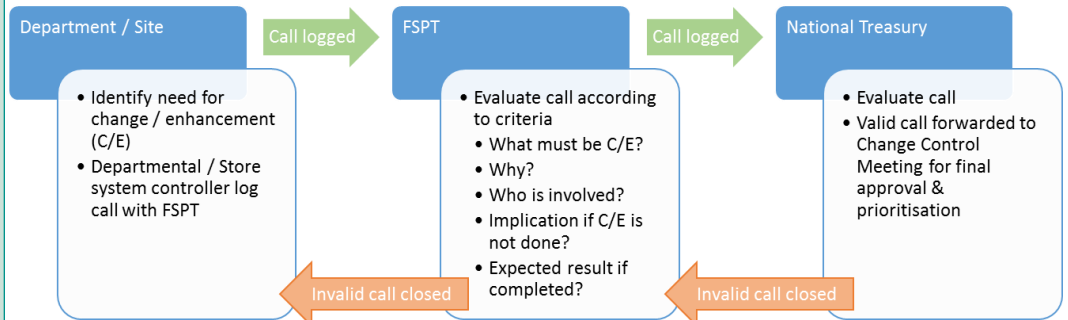 Department / Site
Call logged
FSPT
Call logged
National Treasury
• Identify need for
change / enhancement
(C/E)
• Departmental / Store
system controller log
call with FSPT
• Evaluate call according
to criteria
• What must be C/E?
• Why?
• Who is involved?
• Implication if C/E is
not done?
• Expected result if
completed?
• Evaluate call
• Valid call forwarded to
Change Control
Meeting for final
approval &
prioritisation
Invalid call closed
Invalid call closed